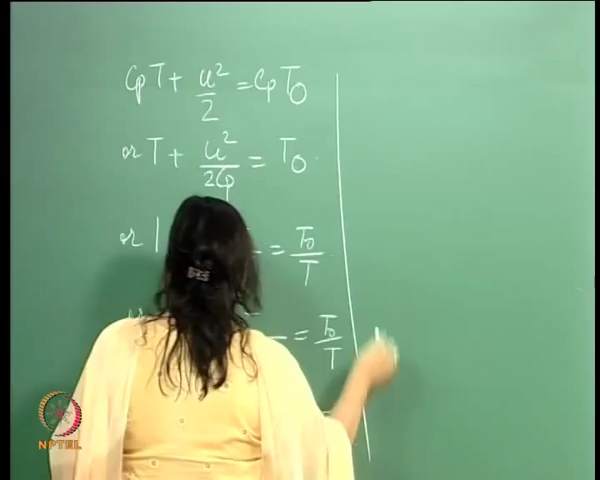 CpT + u²/2 = CpT₀
or T + u²/2Cp = T₀
or 1 = T₀/T
= T₀/T
NPTEL